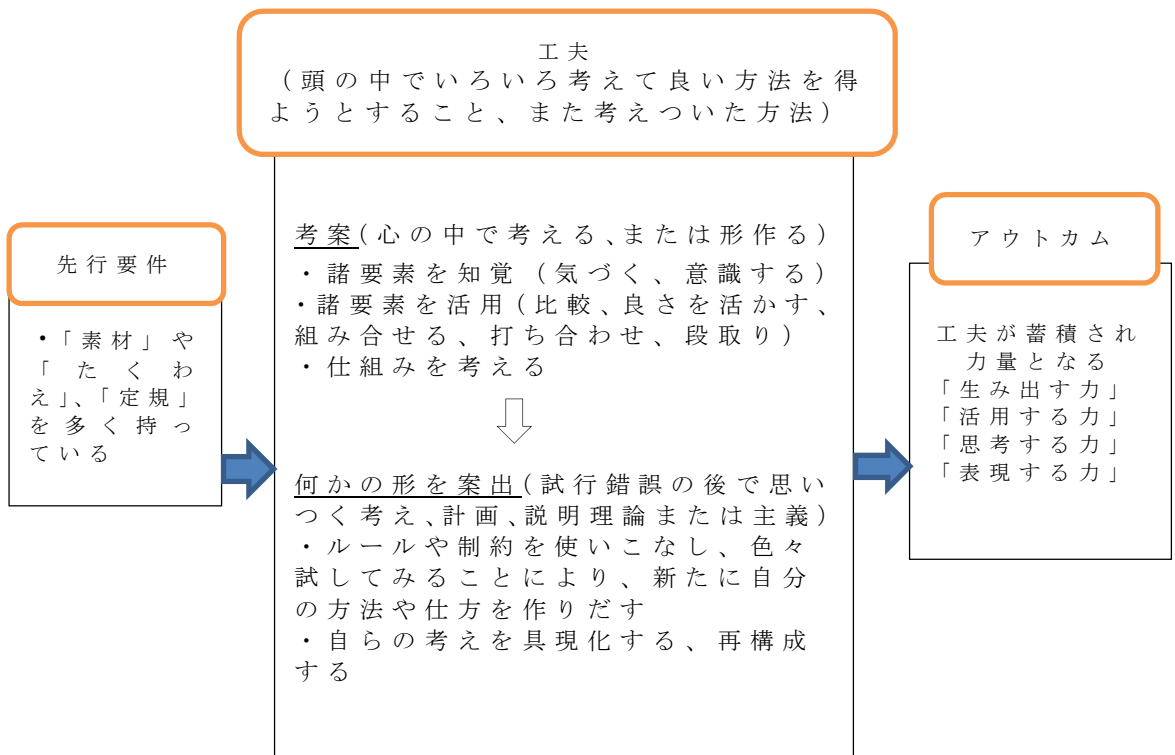 工夫
（頭の中でいろいろ考えて良い方法を得
ようとすること、また考えついた方法）
先行要件
・「素材」や
「たくわ
え」、「定規」
を多く持っ
ている
考案（心の中で考える、または形作る）
・諸要素を知覚（気づく、意識する）
・諸要素を活用（比較、良さを活かす、
組み合せる、打ち合わせ、段取り）
・仕組みを考える
何かの形を案出（試行錯誤の後で思い
つく考え、計画、説明理論または主義）
・ルールや制約を使いこなし、色々
試してみることにより、新たに自分
の方法や仕方を作りだす
・自らの考えを具現化する、再構成
する
アウトカム
工夫が蓄積され
力量となる
「生み出す力」
「活用する力」
「思考する力」
「表現する力」